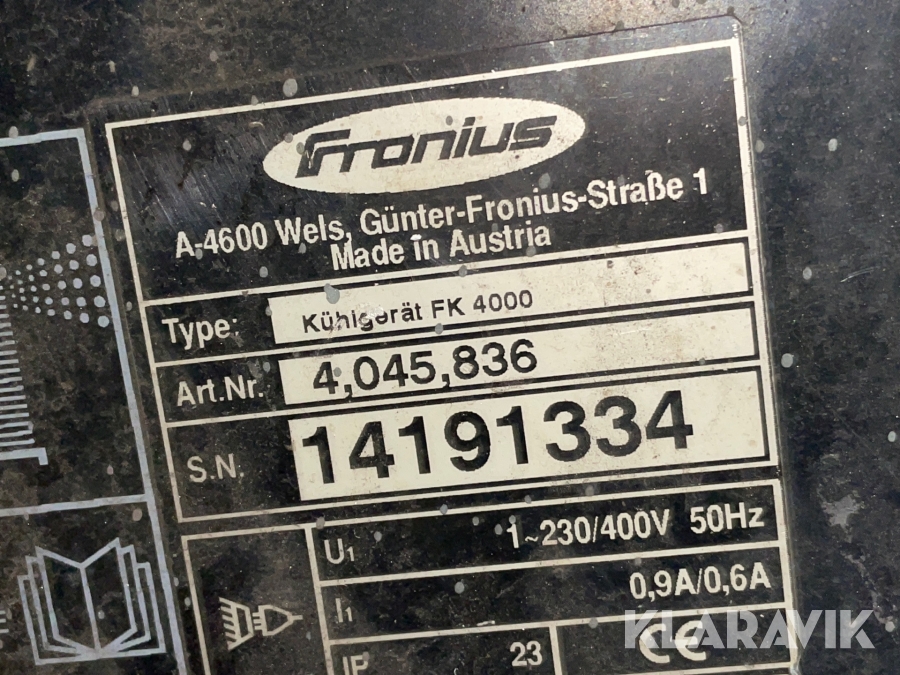 Fronius
A-4600 Wels, Günter-Fronius-Straße 1
Made in Austria
Type: Kühlgerät FK 4000
Art.Nr. 4,045,836
S.N. 14191334
U1 1~230/400V 50Hz
I1 0,9A/0,6A
IP 23 CE
KLARAVIK